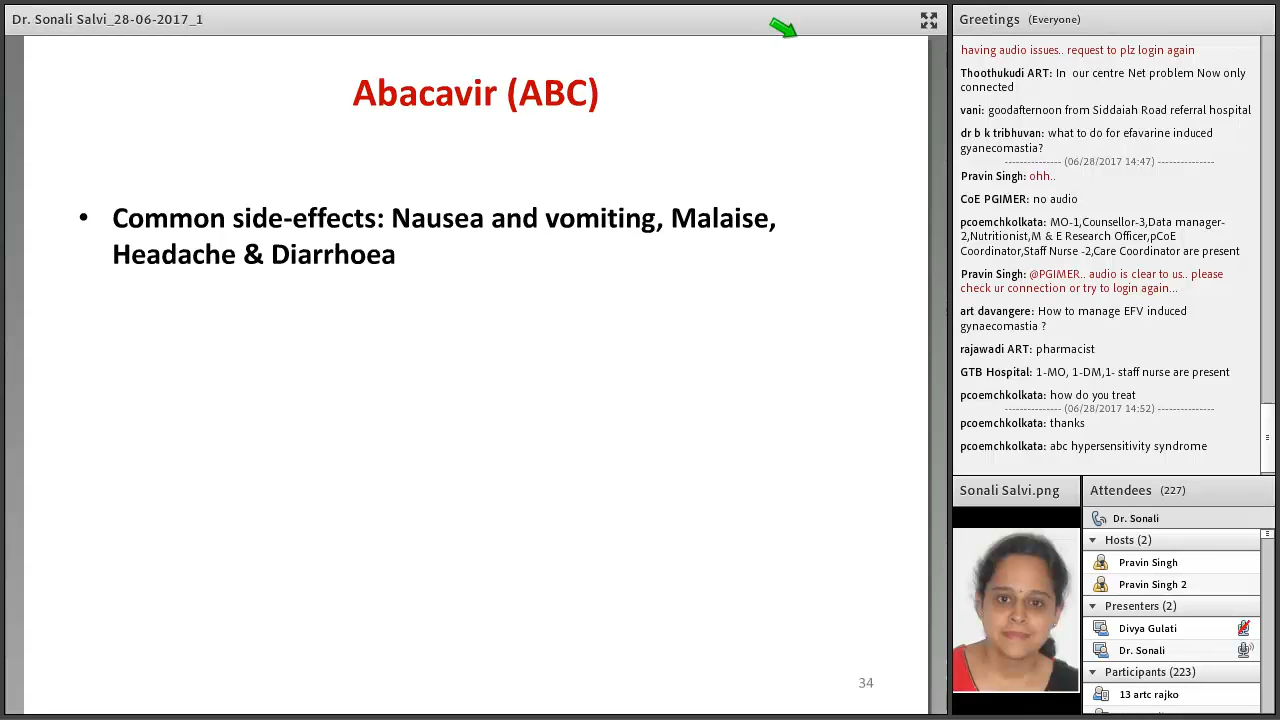 Dr. Sonali Salvi_28-06-2017_1
Abacavir (ABC)
• Common side-effects: Nausea and vomiting, Malaise,
Headache & Diarrhoea
34
Greetings (Everyone)
having audio issues.. request to plz login again
Thoothukudi ART: In our centre Net problem Now only
connected
vani: goodafternoon from Siddaiah Road referral hospital
dr b k tribhuvan: what to do for efavarine induced
gyanecomastia?
--------------- (06/28/2017 14:47) ---------------
Pravin Singh: ohh..
CoE PGIMER: no audio
pcoemchkolkata: MO-1,Counsellor-3,Data manager-
2,Nutritionist,M & E Research Officer,pCoE
Coordinator,Staff Nurse -2,Care Coordinator are present
Pravin Singh: @PGIMER.. audio is clear to us.. please
check ur connection or try to login again...
art davangere: How to manage EFV induced
gynaecomastia ?
rajawadi ART: pharmacist
GTB Hospital: 1-MO, 1-DM,1- staff nurse are present
pcoemchkolkata: how do you treat
--------------- (06/28/2017 14:52) ---------------
pcoemchkolkata: thanks
pcoemchkolkata: abc hypersensitivity syndrome
Sonali Salvi.png
Attendees (227)
Dr. Sonali
Hosts (2)
Pravin Singh
Pravin Singh 2
Presenters (2)
Divya Gulati
Dr. Sonali
Participants (223)
13 artc rajko